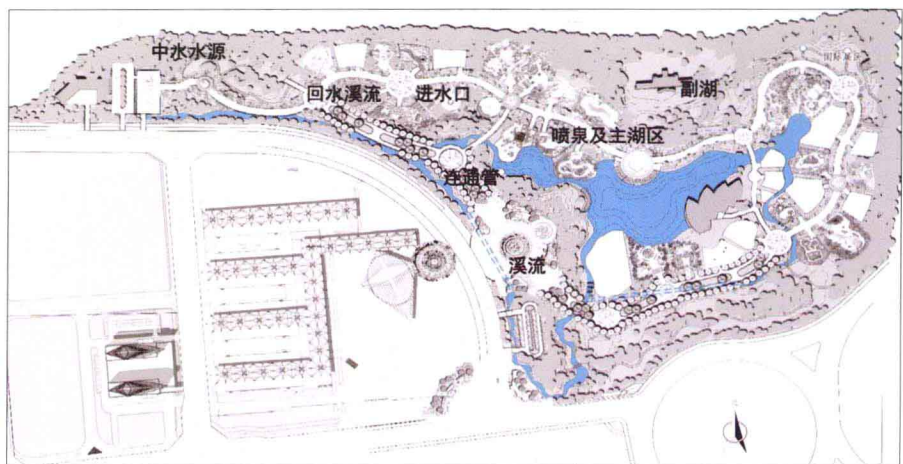 中水水源
回水溪流
进水口
副湖
喷泉及主湖区
连通管
溪流